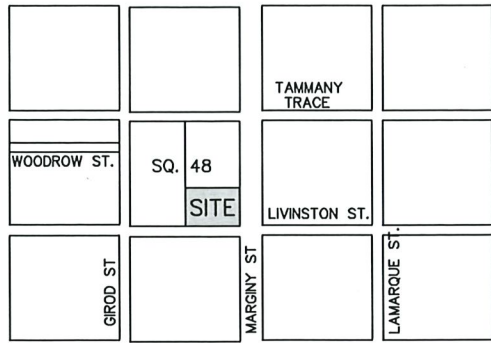 TAMMANY
TRACE
WOODROW ST.
SQ. 48
SITE
LIVINSTON ST.
GIROD ST
MARGINY ST
LAMARQUE ST.